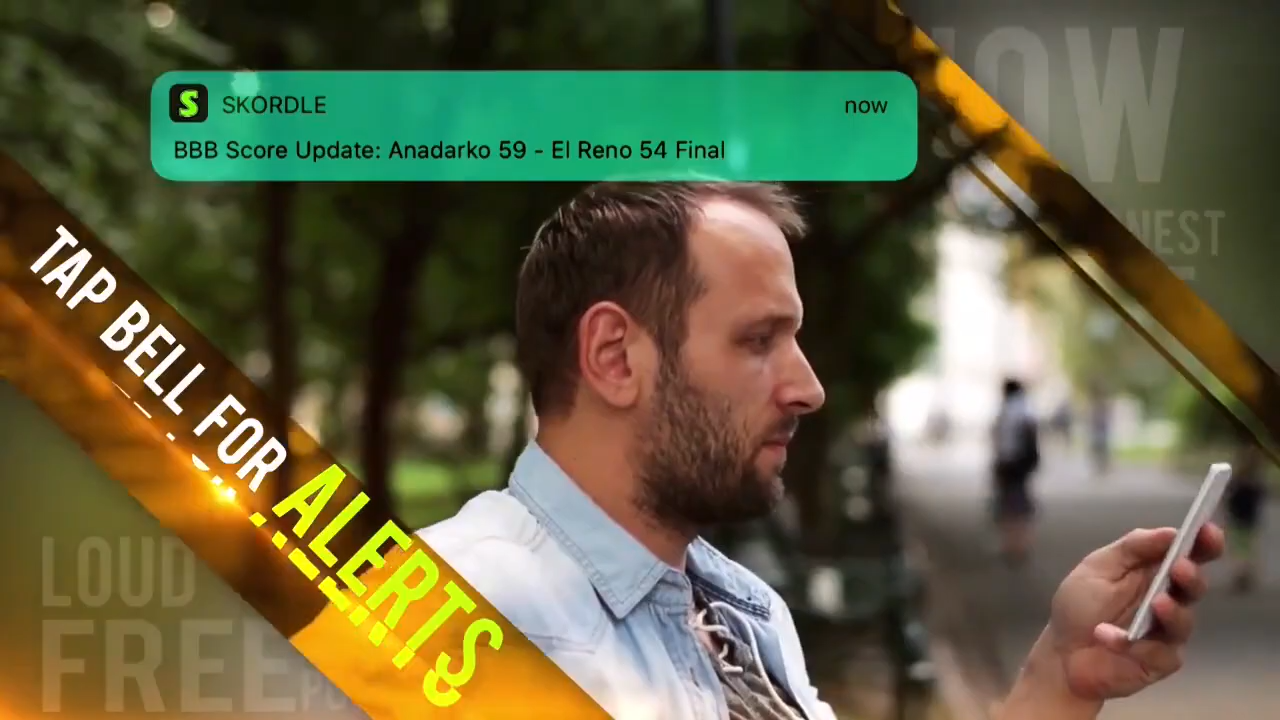 S SKORDLE now
BBB Score Update: Anadarko 59 - El Reno 54 Final
TAP BELL FOR ALERTS
LOUD
FREE